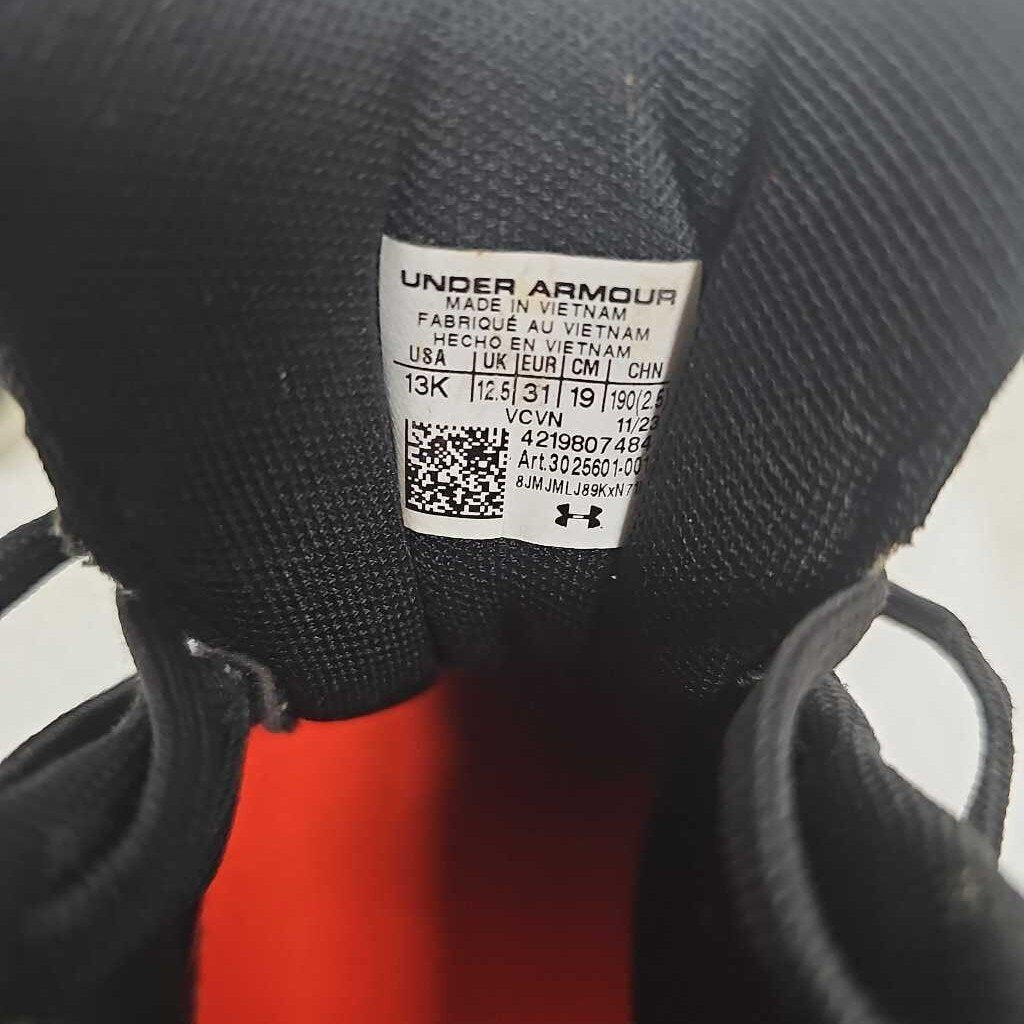 UNDER ARMOUR
MADE IN VIETNAM
FABRIQUÉ AU VIETNAM
HECHO EN VIETNAM
USA UK EUR CM CHN
13K 12.5 31 19 190(2.5
VCVN 11/23
4219807484
Art.3025601-001
8JMJMLJ89KxN7